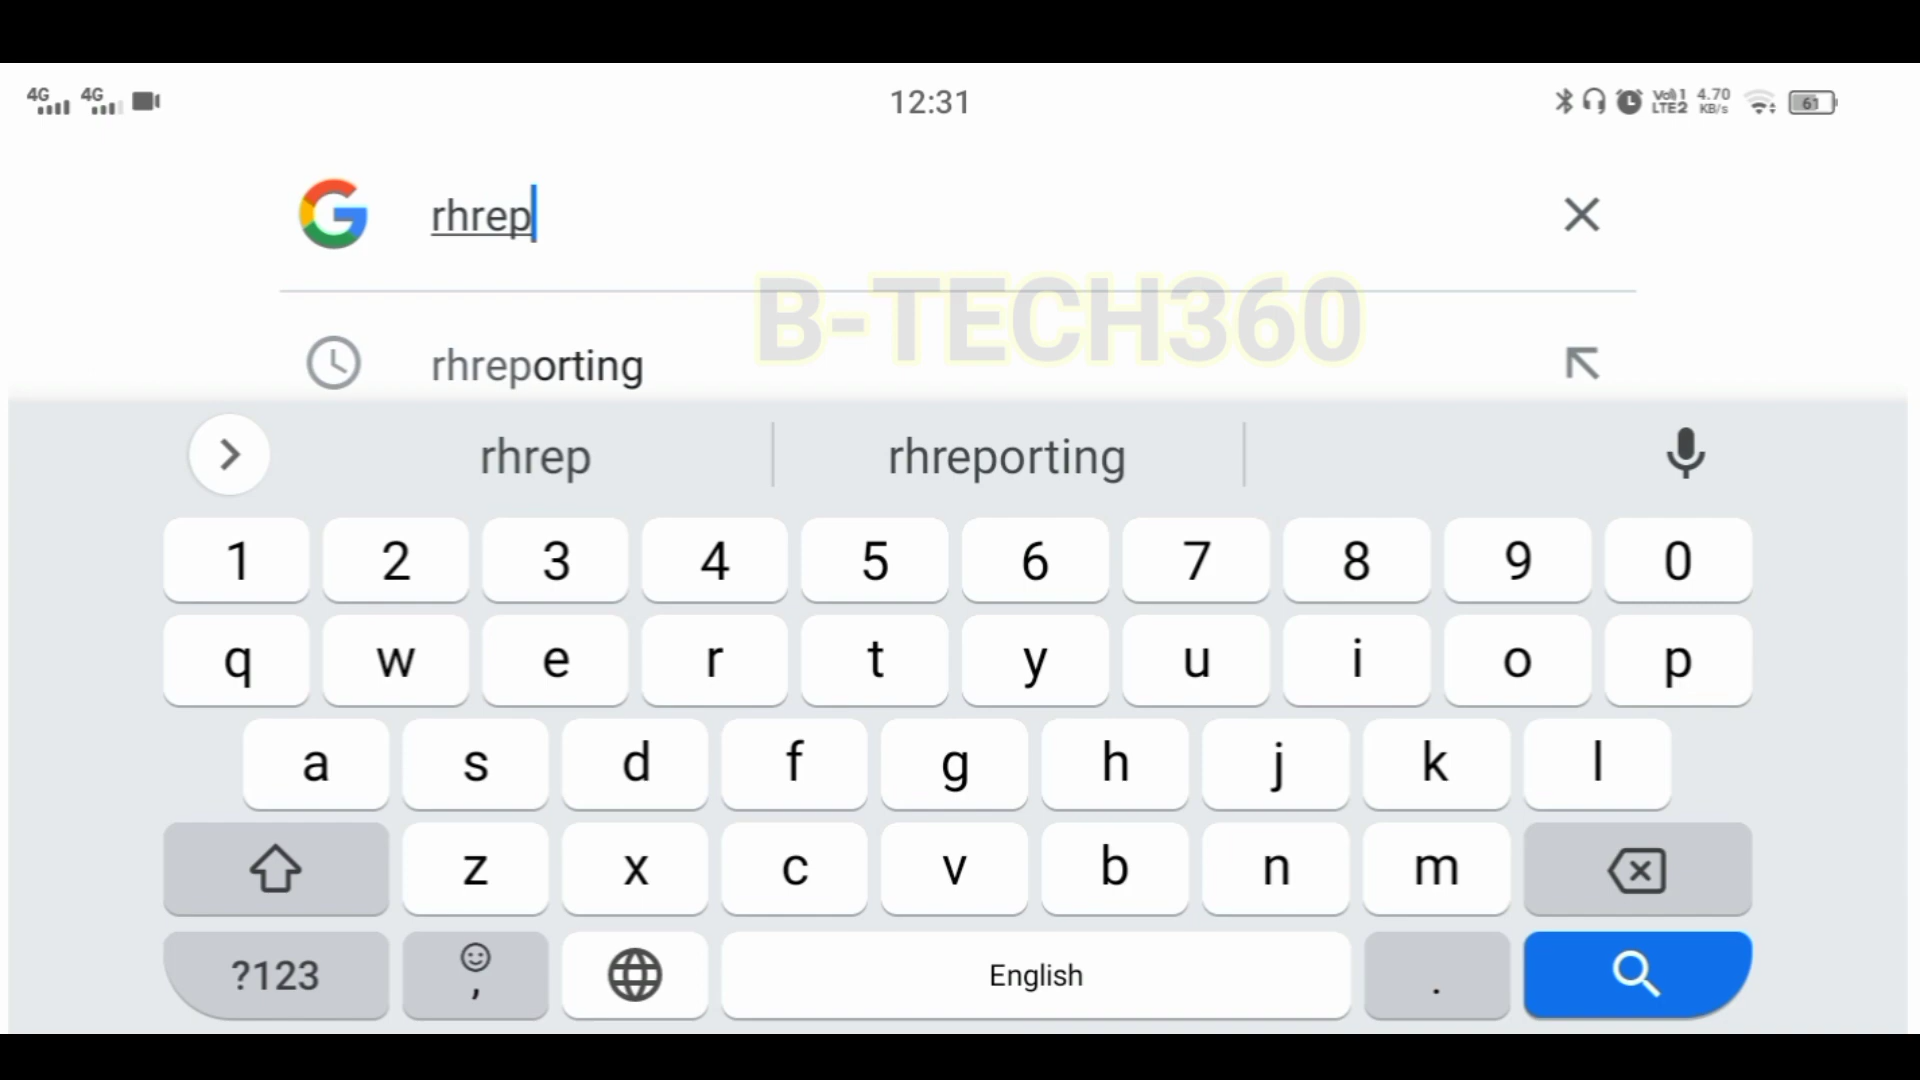 4G 4G 12:31 Vo) 1 LTE2 4.70 KB/s 61
G rhrep
B-TECH360
rhreporting
rhrep rhreporting
1 2 3 4 5 6 7 8 9 0
q w e r t y u i o p
a s d f g h j k l
z x c v b n m
?123 , English .